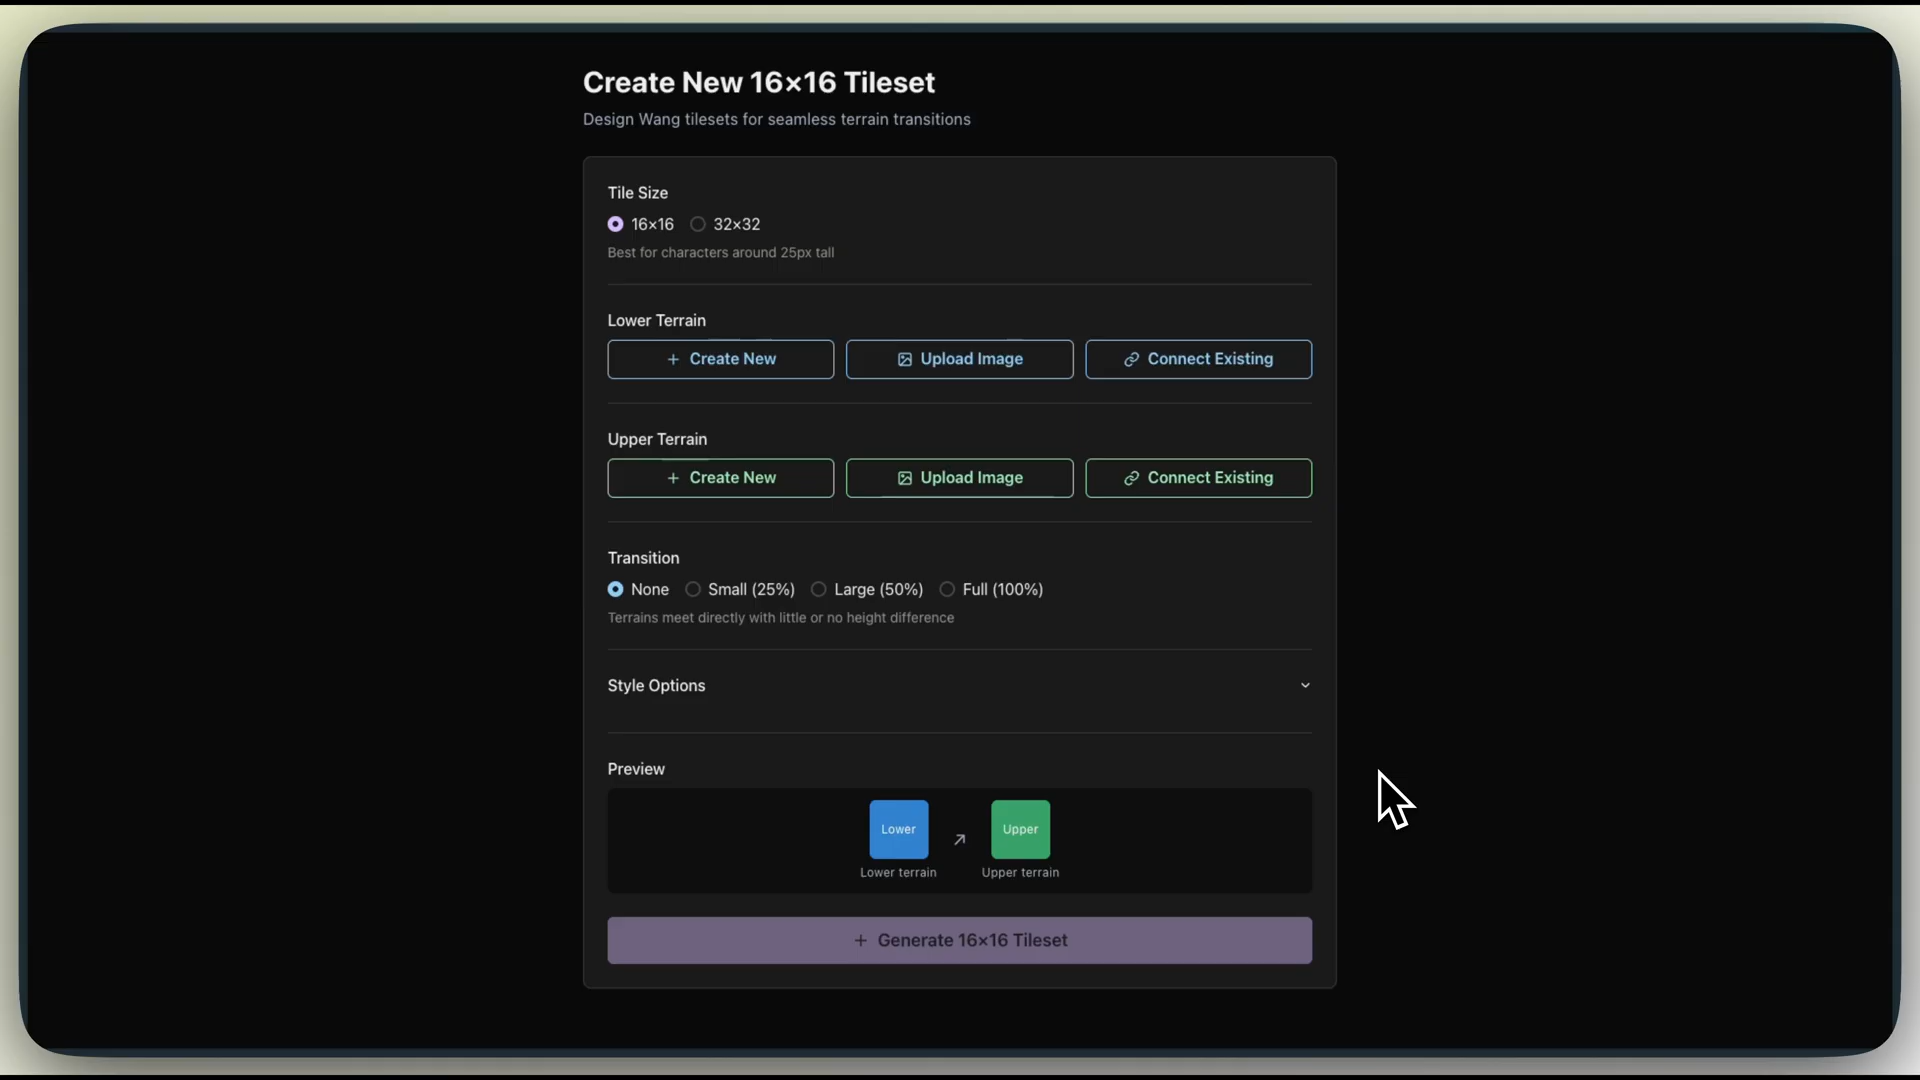 Create New 16×16 Tileset
Design Wang tilesets for seamless terrain transitions
Tile Size
16×16 32×32
Best for characters around 25px tall
Lower Terrain
+ Create New Upload Image Connect Existing
Upper Terrain
+ Create New Upload Image Connect Existing
Transition
None Small (25%) Large (50%) Full (100%)
Terrains meet directly with little or no height difference
Style Options
Preview
Lower Upper
Lower terrain Upper terrain
+ Generate 16×16 Tileset